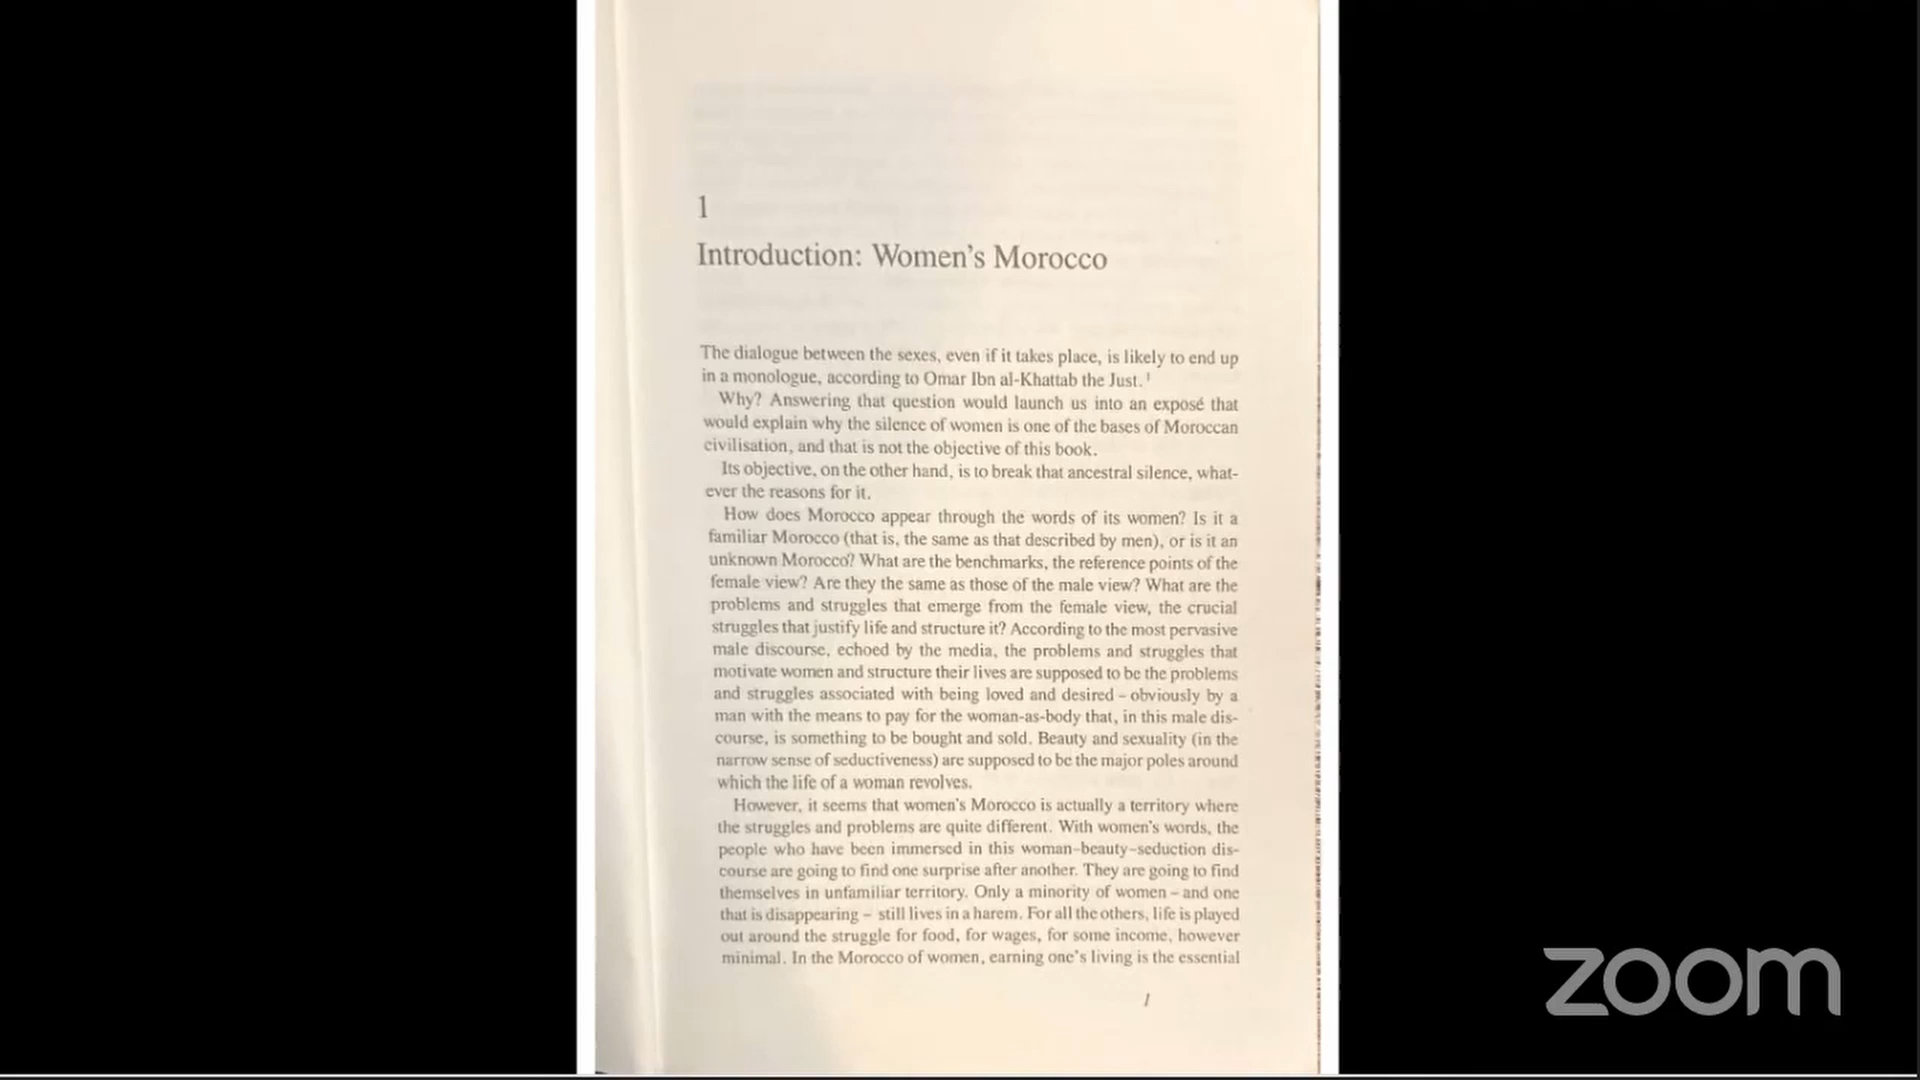 1
Introduction: Women's Morocco
The dialogue between the sexes, even if it takes place, is likely to end up
in a monologue, according to Omar Ibn al-Khattab the Just.¹
Why? Answering that question would launch us into an exposé that
would explain why the silence of women is one of the bases of Moroccan
civilisation, and that is not the objective of this book.
Its objective, on the other hand, is to break that ancestral silence, what-
ever the reasons for it.
How does Morocco appear through the words of its women? Is it a
familiar Morocco (that is, the same as that described by men), or is it an
unknown Morocco? What are the benchmarks, the reference points of the
female view? Are they the same as those of the male view? What are the
problems and struggles that emerge from the female view, the crucial
struggles that justify life and structure it? According to the most pervasive
male discourse, echoed by the media, the problems and struggles that
motivate women and structure their lives are supposed to be the problems
and struggles associated with being loved and desired – obviously by a
man with the means to pay for the woman-as-body that, in this male dis-
course, is something to be bought and sold. Beauty and sexuality (in the
narrow sense of seductiveness) are supposed to be the major poles around
which the life of a woman revolves.
However, it seems that women's Morocco is actually a territory where
the struggles and problems are quite different. With women's words, the
people who have been immersed in this woman–beauty–seduction dis-
course are going to find one surprise after another. They are going to find
themselves in unfamiliar territory. Only a minority of women – and one
that is disappearing – still lives in a harem. For all the others, life is played
out around the struggle for food, for wages, for some income, however
minimal. In the Morocco of women, earning one's living is the essential
1
zoom